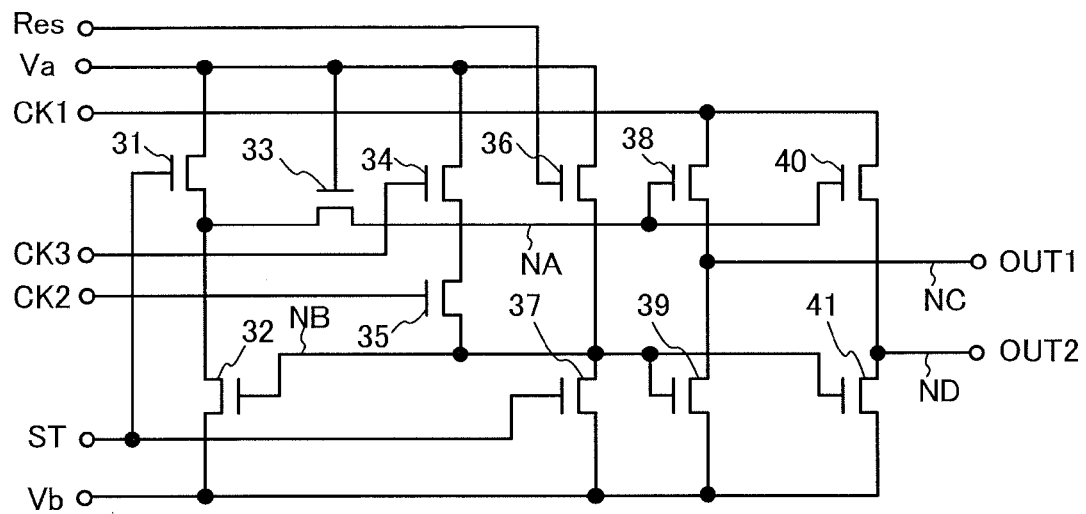 Res
Va
CK1
31
33
34
36
38
40
CK3
NA
OUT1
CK2
NC
NB
35
37
39
41
32
OUT2
ND
ST
Vb